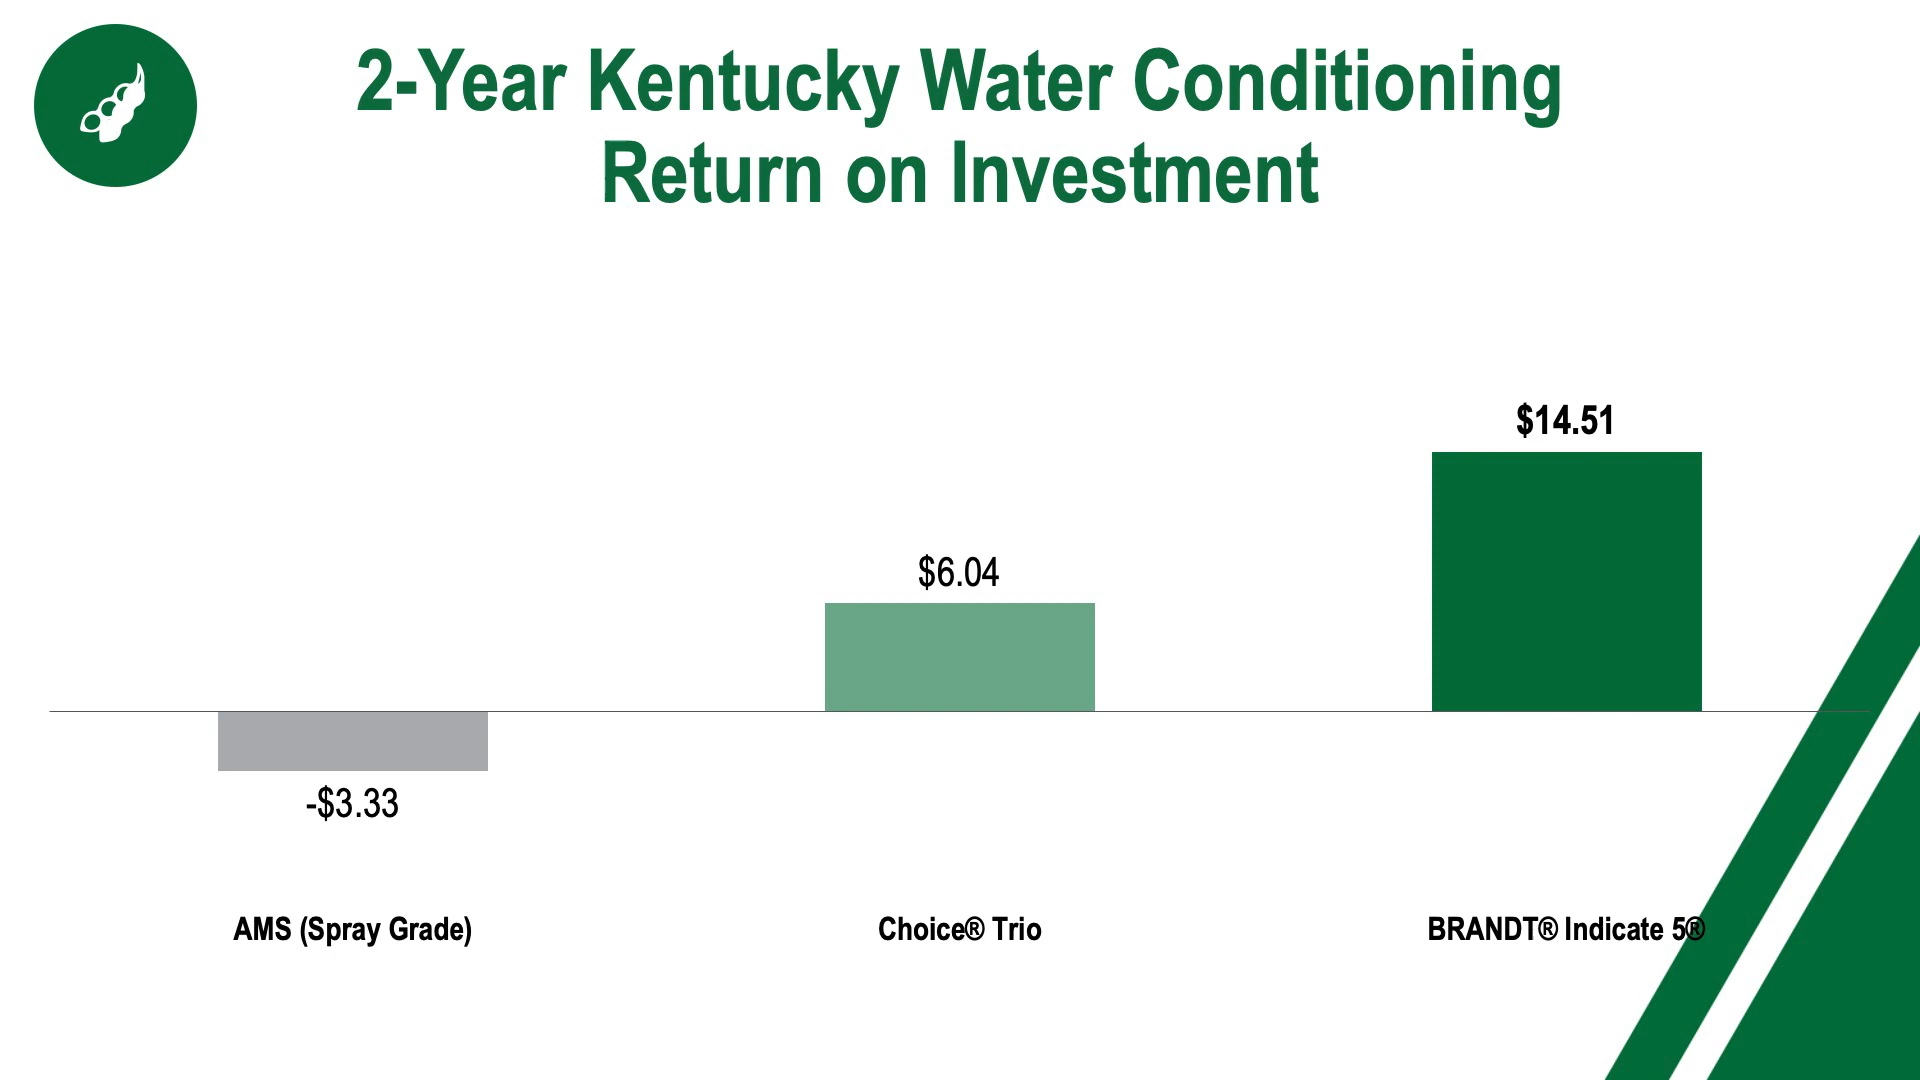 2-Year Kentucky Water Conditioning
Return on Investment
$14.51
$6.04
-$3.33
AMS (Spray Grade)
Choice® Trio
BRANDT® Indicate 5®